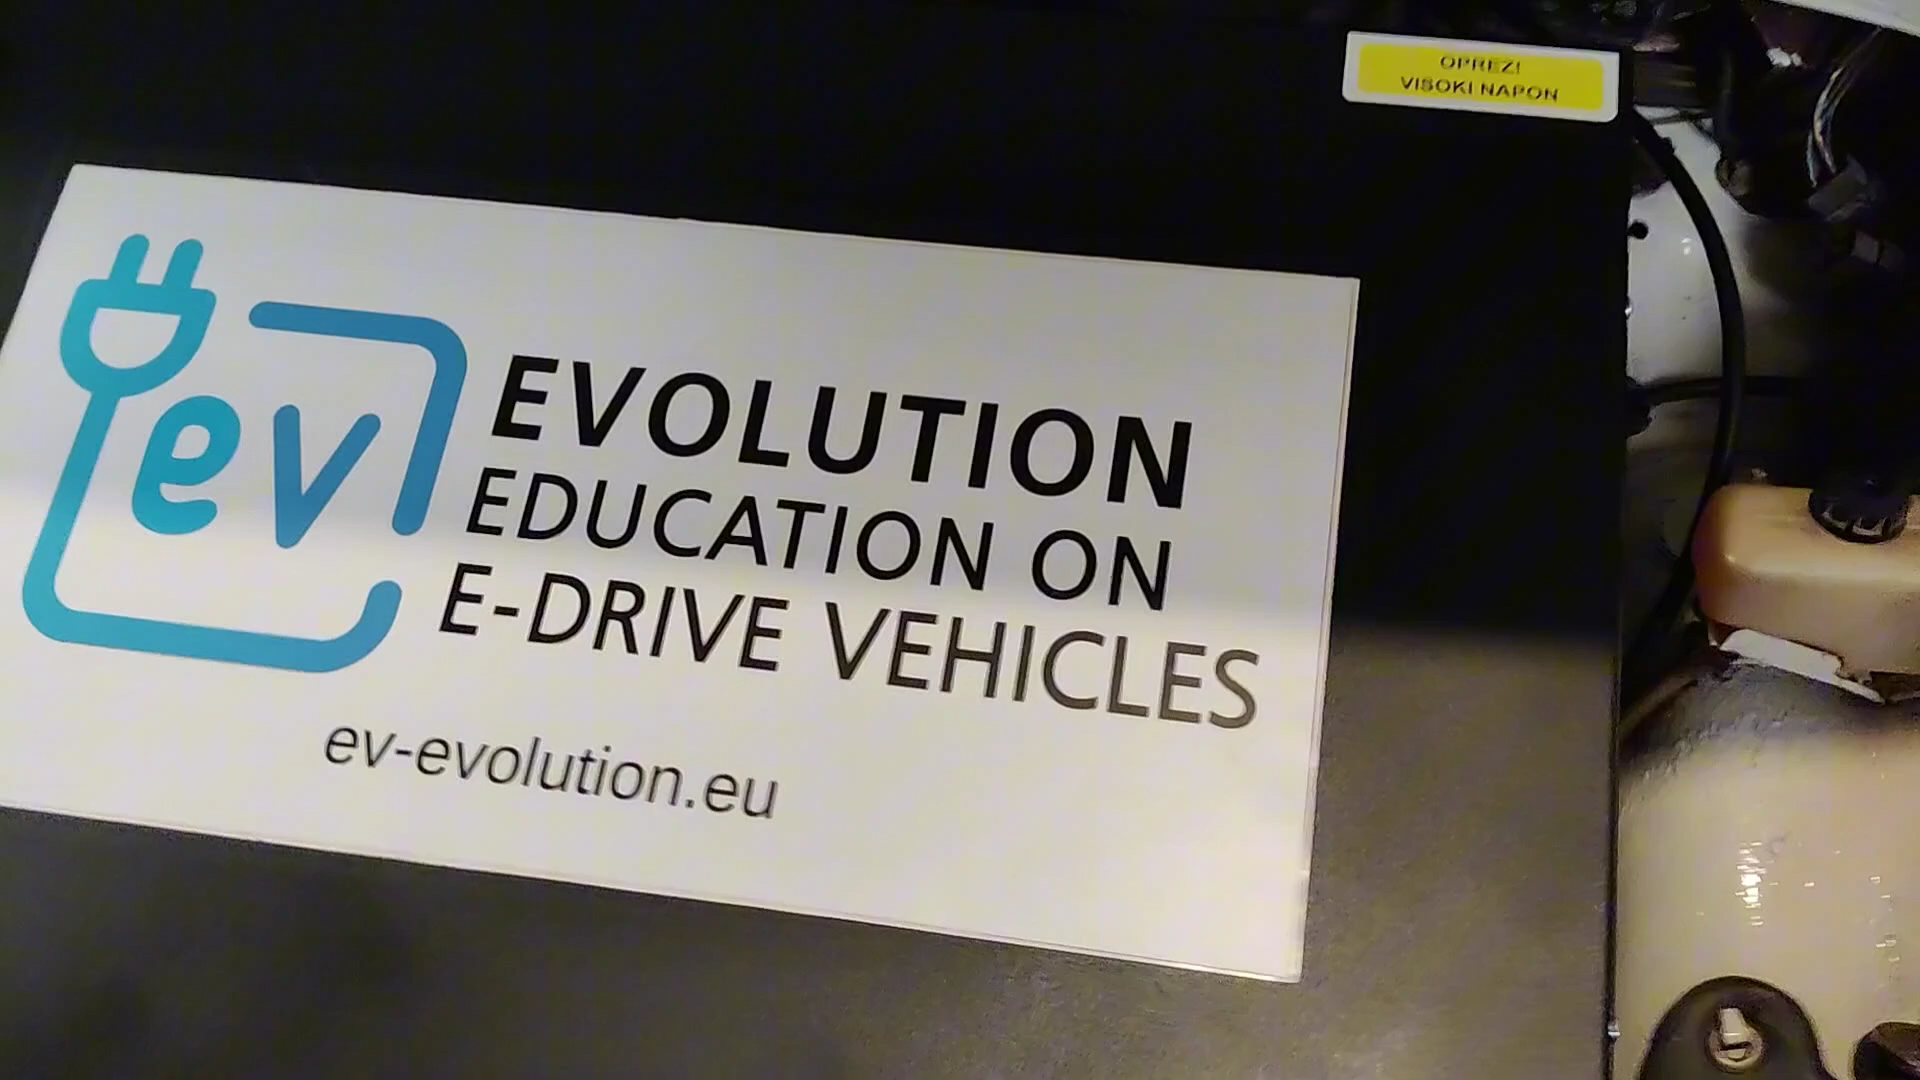 OPREZ!
VISOKI NAPON
ev
EVOLUTION
EDUCATION ON
E-DRIVE VEHICLES
ev-evolution.eu